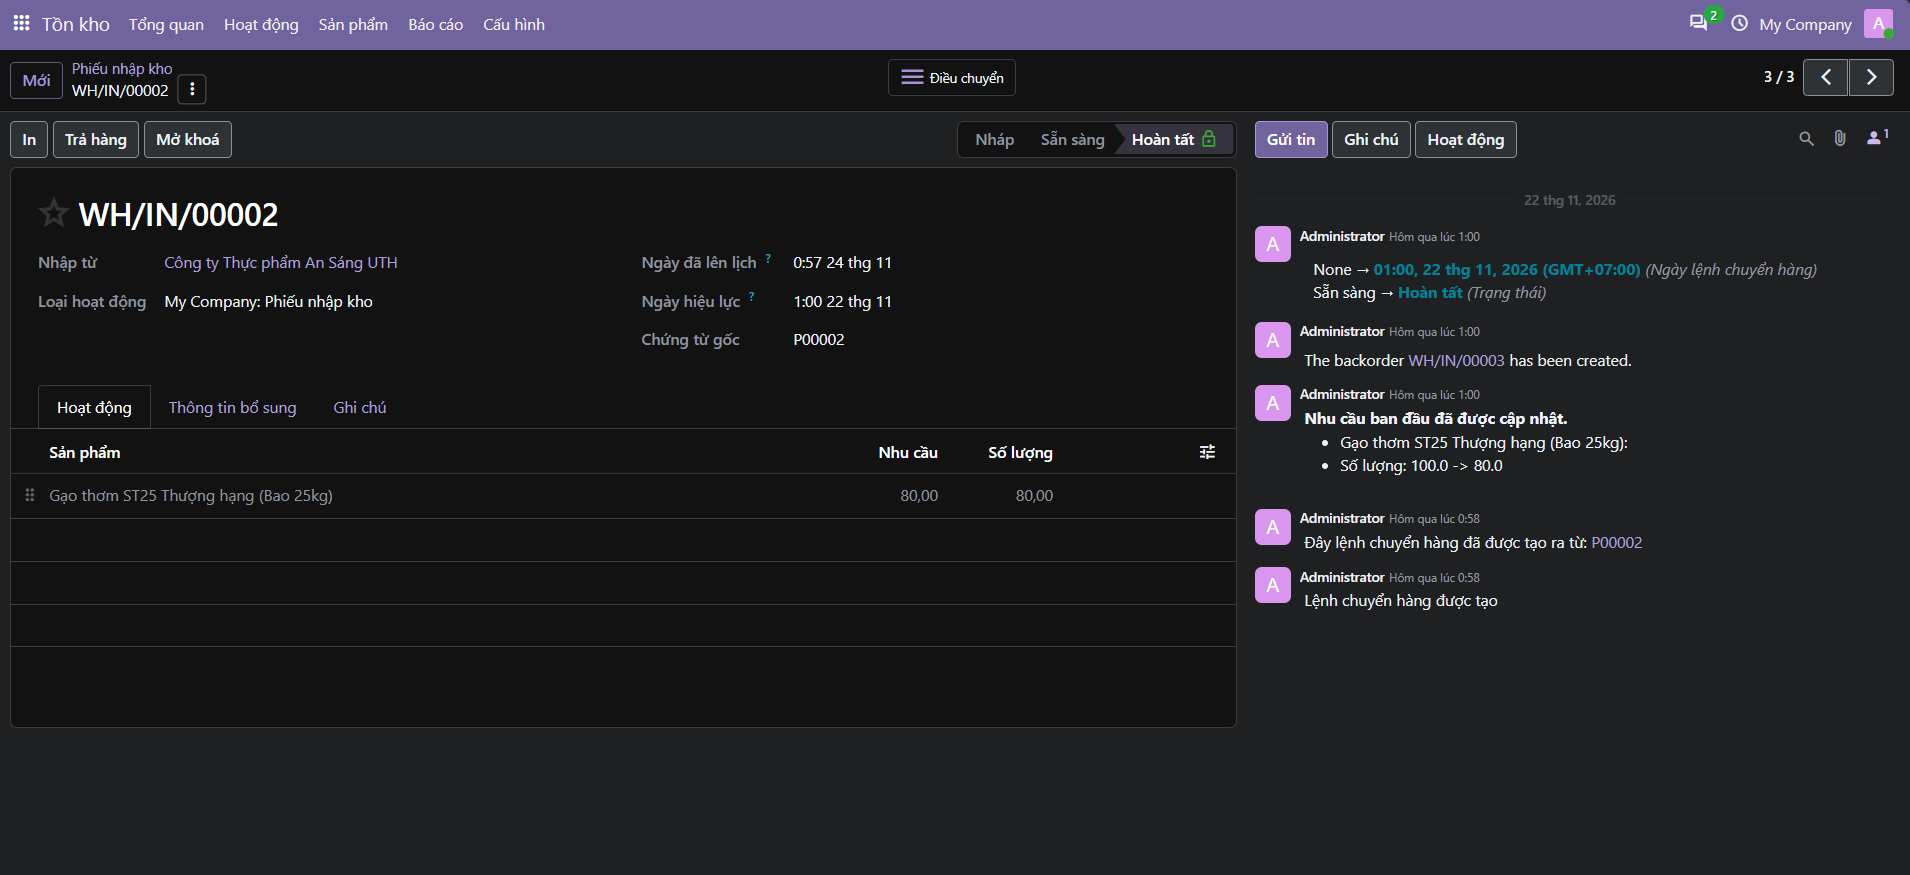 Tồn kho Tổng quan Hoạt động Sản phẩm Báo cáo Cấu hình 2 My Company A
Mới Phiếu nhập kho
WH/IN/00002
Điều chuyển
3 / 3
In Trả hàng Mở khoá
Nháp Sẵn sàng Hoàn tất
Gửi tin Ghi chú Hoạt động 1
WH/IN/00002
Nhập từ Công ty Thực phẩm An Sáng UTH
Loại hoạt động My Company: Phiếu nhập kho
Ngày đã lên lịch ? 0:57 24 thg 11
Ngày hiệu lực ? 1:00 22 thg 11
Chứng từ gốc P00002
Hoạt động Thông tin bổ sung Ghi chú
Sản phẩm Nhu cầu Số lượng
Gạo thơm ST25 Thượng hạng (Bao 25kg) 80,00 80,00
22 thg 11, 2026
A Administrator Hôm qua lúc 1:00
None → 01:00, 22 thg 11, 2026 (GMT+07:00) (Ngày lệnh chuyển hàng)
Sẵn sàng → Hoàn tất (Trạng thái)
A Administrator Hôm qua lúc 1:00
The backorder WH/IN/00003 has been created.
A Administrator Hôm qua lúc 1:00
Nhu cầu ban đầu đã được cập nhật.
• Gạo thơm ST25 Thượng hạng (Bao 25kg):
• Số lượng: 100.0 -> 80.0
A Administrator Hôm qua lúc 0:58
Đây lệnh chuyển hàng đã được tạo ra từ: P00002
A Administrator Hôm qua lúc 0:58
Lệnh chuyển hàng được tạo